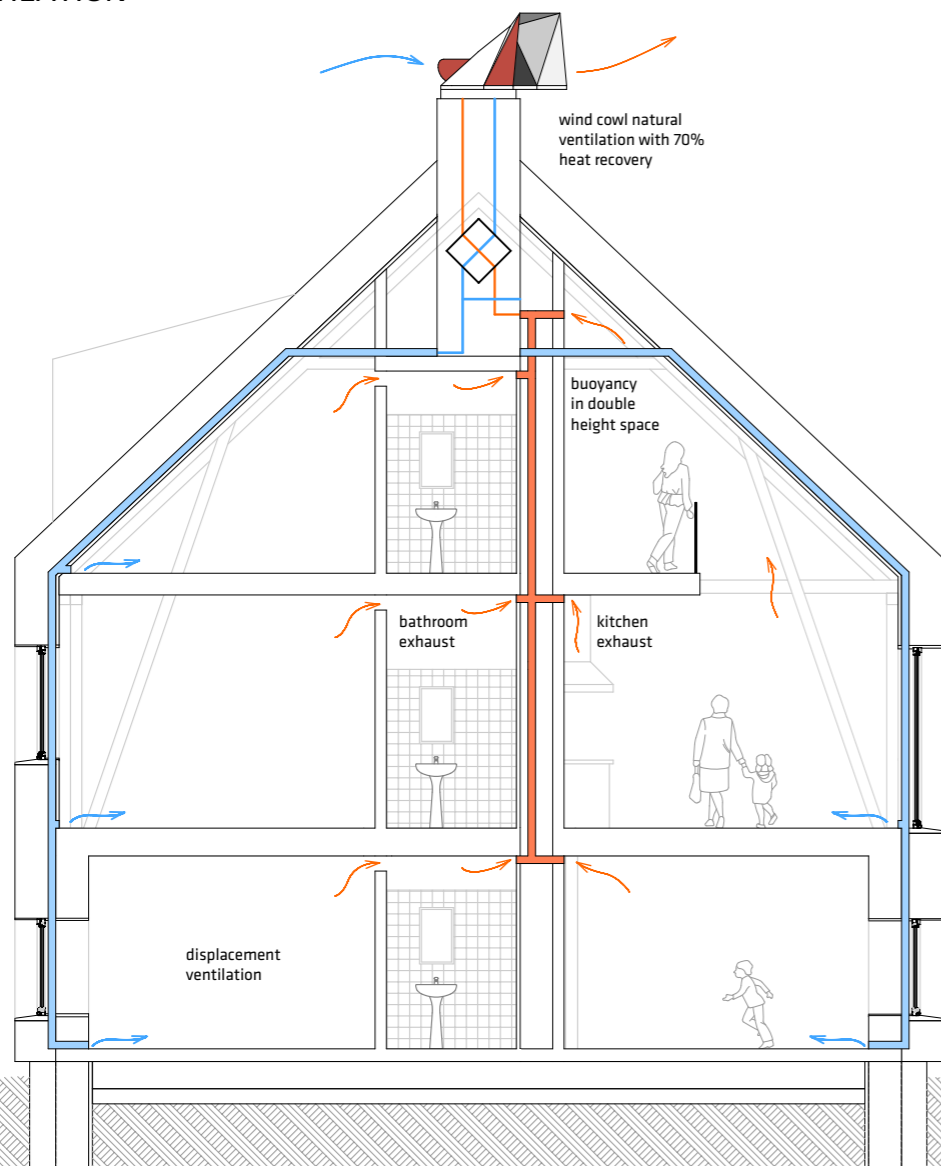 wind cowl natural
ventilation with 70%
heat recovery
buoyancy
in double
height space
bathroom
exhaust
kitchen
exhaust
displacement
ventilation